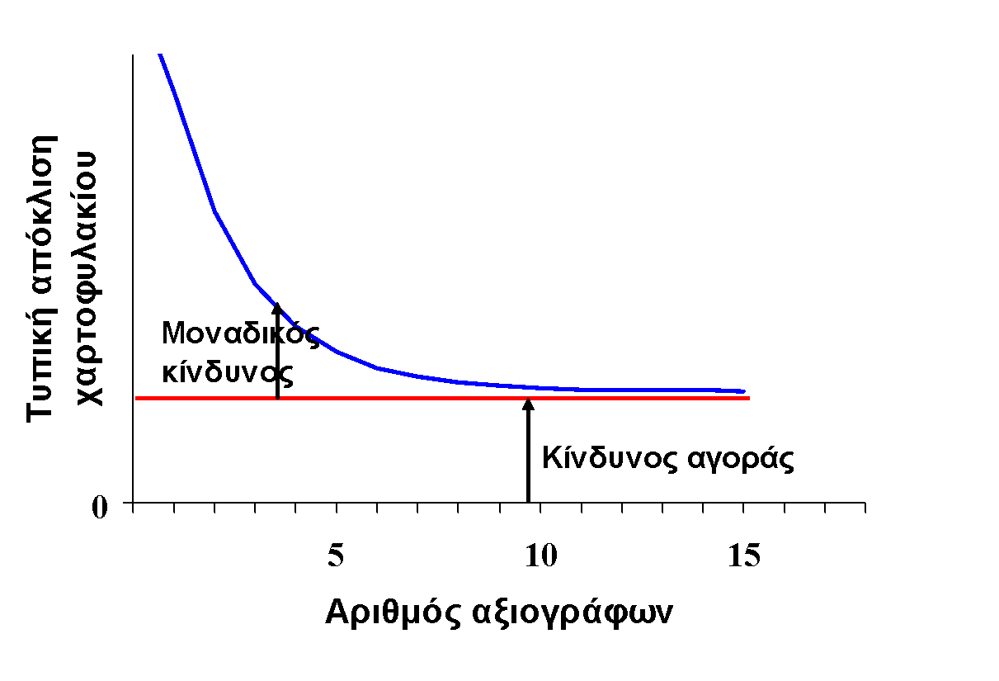 Τυπική απόκλιση
χαρτοφυλακίου
Μοναδικός
κίνδυνος
Κίνδυνος αγοράς
0
5
10
15
Αριθμός αξιογράφων